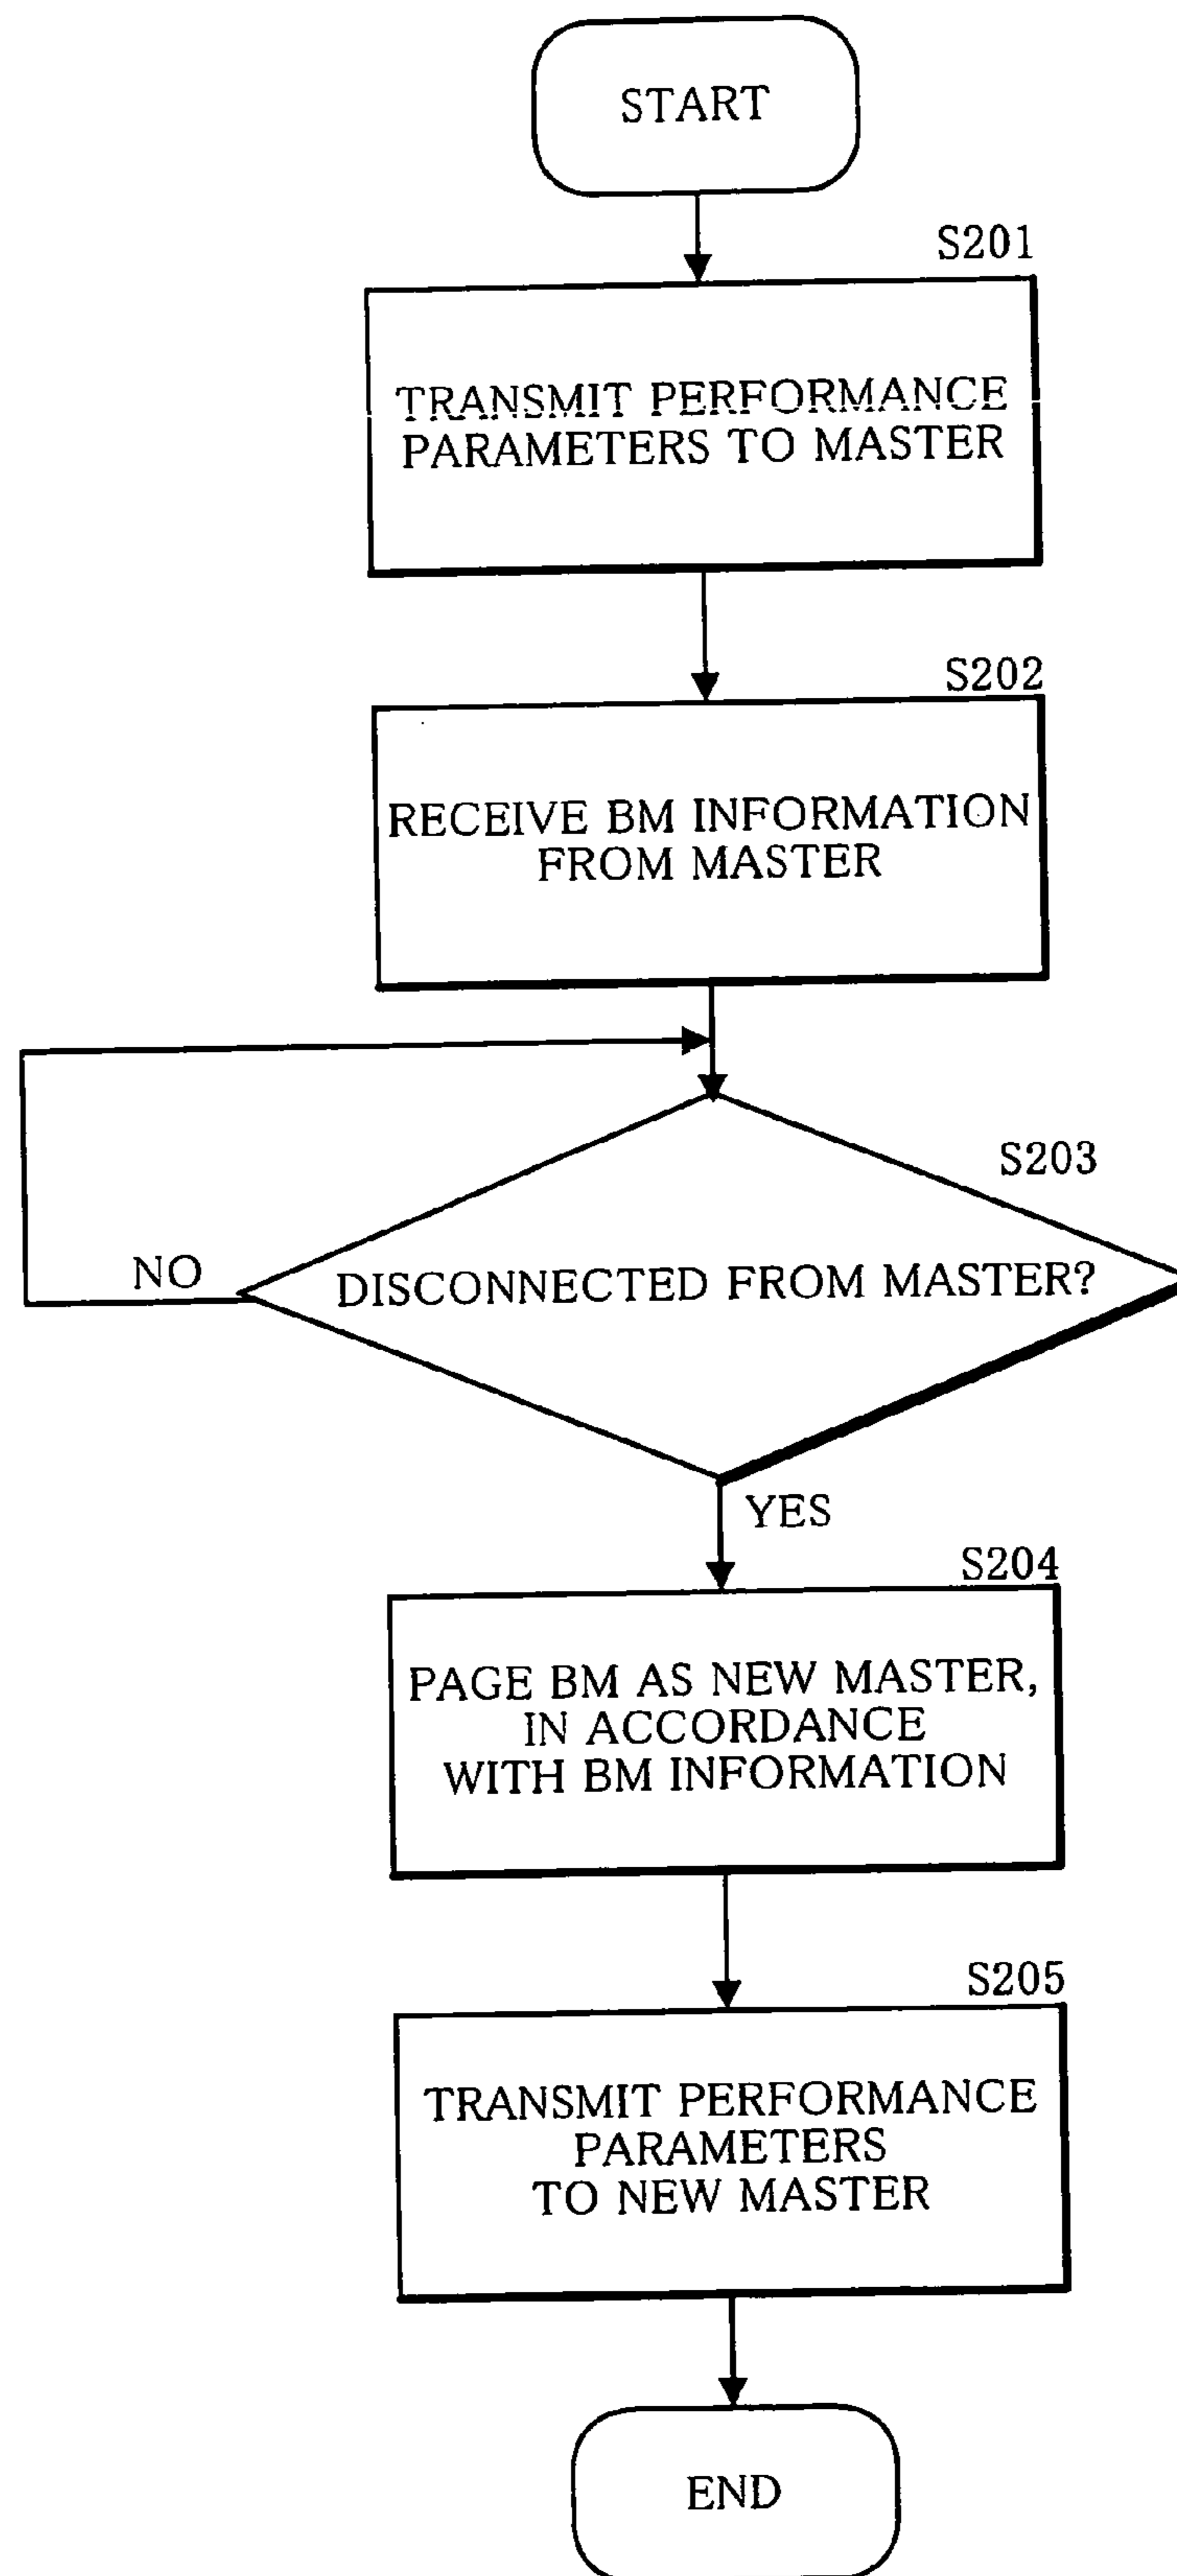 START
S201
TRANSMIT PERFORMANCE
PARAMETERS TO MASTER
S202
RECEIVE BM INFORMATION
FROM MASTER
S203
NO
DISCONNECTED FROM MASTER?
YES
S204
PAGE BM AS NEW MASTER,
IN ACCORDANCE
WITH BM INFORMATION
S205
TRANSMIT PERFORMANCE
PARAMETERS
TO NEW MASTER
END